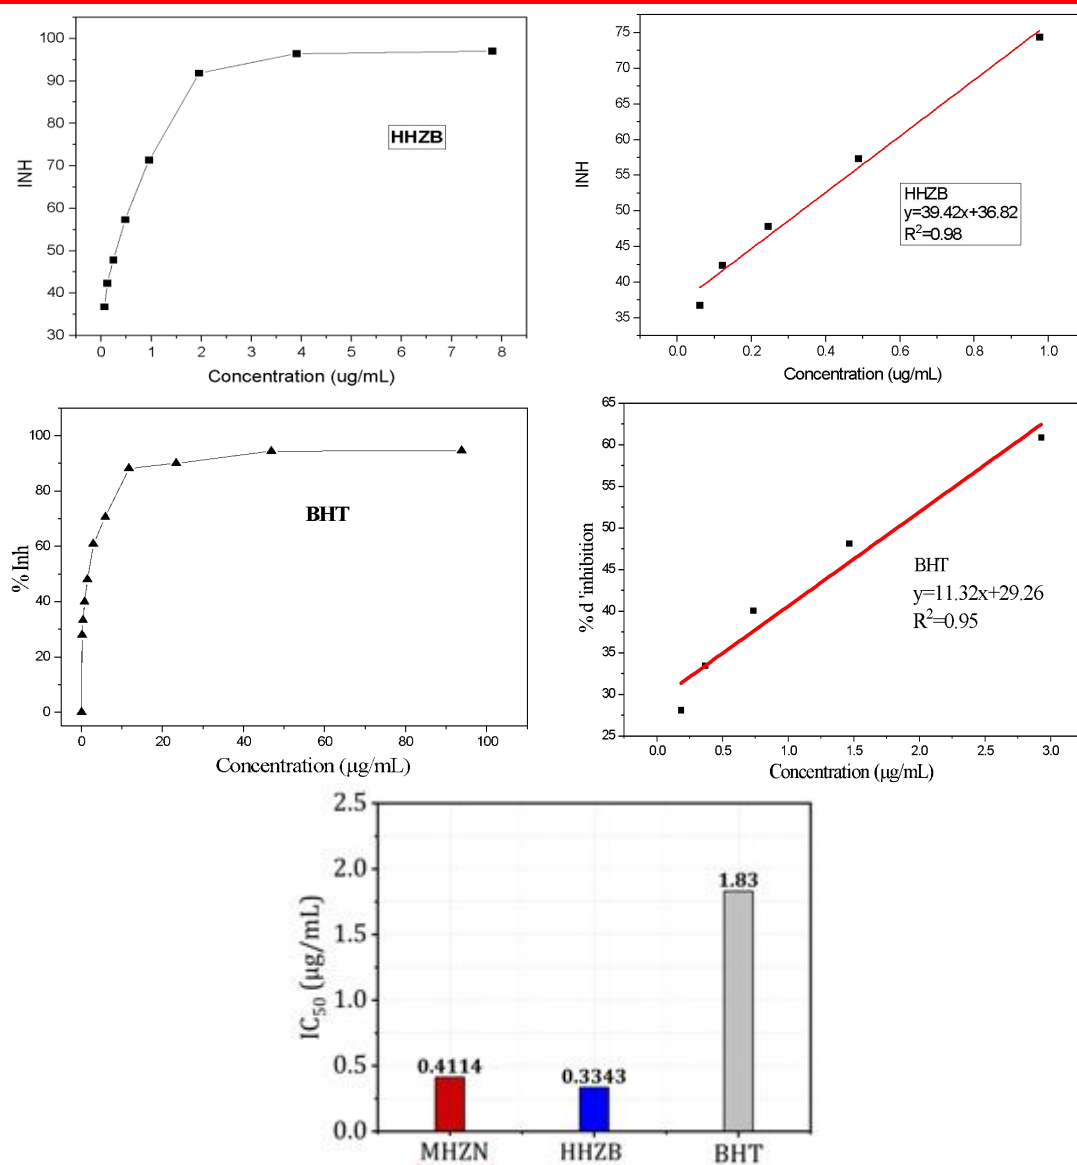 100
90
80
70
60
50
40
30
INH
HHZB
0 1 2 3 4 5 6 7 8
Concentration (ug/mL)
75
70
65
60
55
50
45
40
35
INH
HHZB
y=39.42x+36.82
R²=0.98
0.0 0.2 0.4 0.6 0.8 1.0
Concentration (ug/mL)
100
80
60
40
20
0
% Inh
BHT
0 20 40 60 80 100
Concentration (μg/mL)
65
60
55
50
45
40
35
30
25
% d 'inhibition
BHT
y=11.32x+29.26
R²=0.95
0.0 0.5 1.0 1.5 2.0 2.5 3.0
Concentration (μg/mL)
2.5
2.0
1.5
1.0
0.5
0.0
IC₅₀ (μg/mL)
0.4114
0.3343
1.83
MHZN HHZB BHT